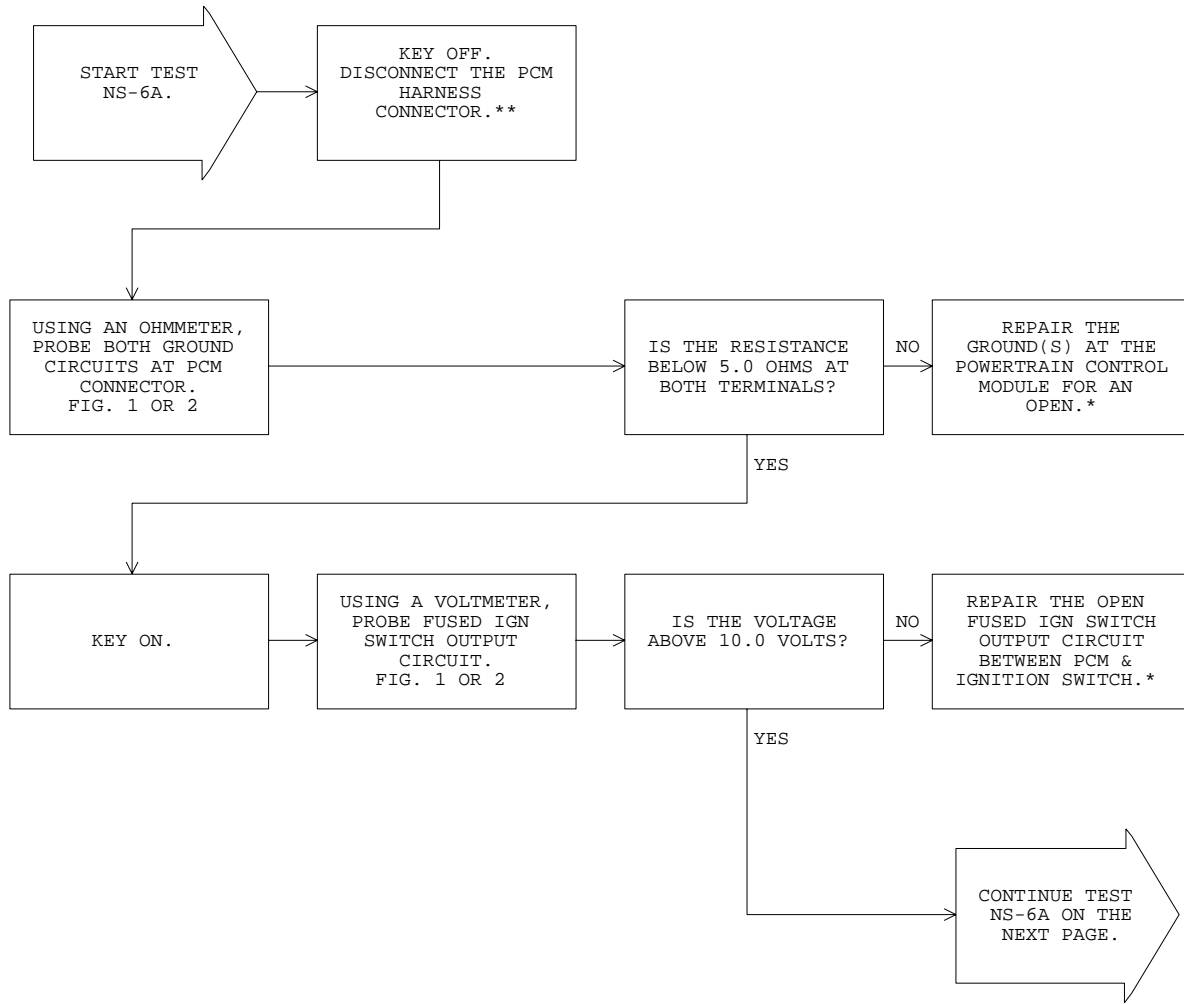 START TEST
NS-6A.
KEY OFF.
DISCONNECT THE PCM
HARNESS
CONNECTOR.**
USING AN OHMMETER,
PROBE BOTH GROUND
CIRCUITS AT PCM
CONNECTOR.
FIG. 1 OR 2
IS THE RESISTANCE
BELOW 5.0 OHMS AT
BOTH TERMINALS?
NO
REPAIR THE
GROUND(S) AT THE
POWERTRAIN CONTROL
MODULE FOR AN
OPEN.*
YES
KEY ON.
USING A VOLTMETER,
PROBE FUSED IGN
SWITCH OUTPUT
CIRCUIT.
FIG. 1 OR 2
IS THE VOLTAGE
ABOVE 10.0 VOLTS?
NO
REPAIR THE OPEN
FUSED IGN SWITCH
OUTPUT CIRCUIT
BETWEEN PCM &
IGNITION SWITCH.*
YES
CONTINUE TEST
NS-6A ON THE
NEXT PAGE.